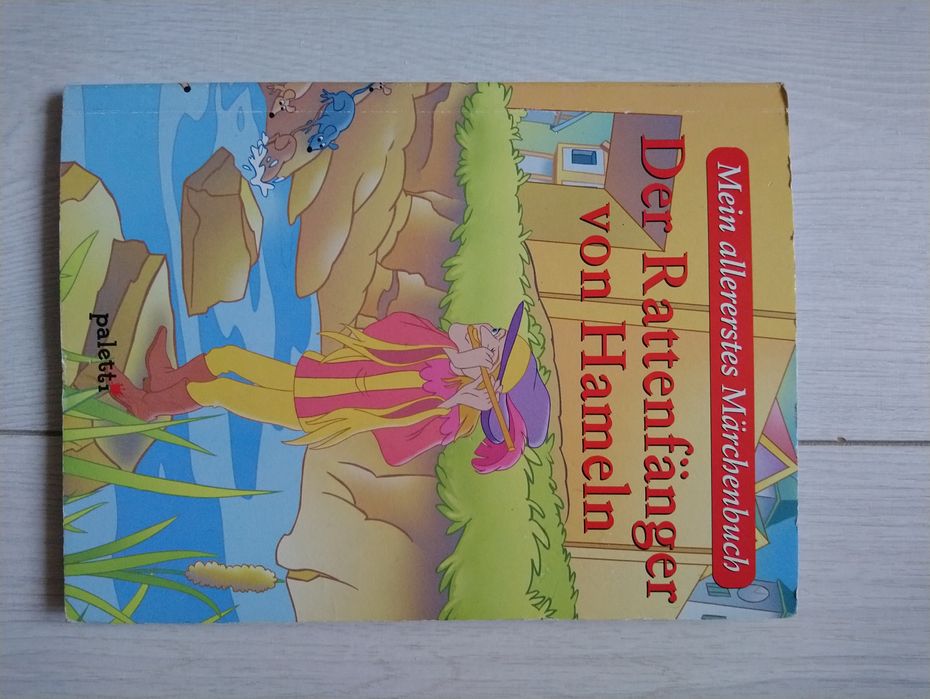 Mein allererstes Märchenbuch
Der Rattenfänger
von Hameln
paletti